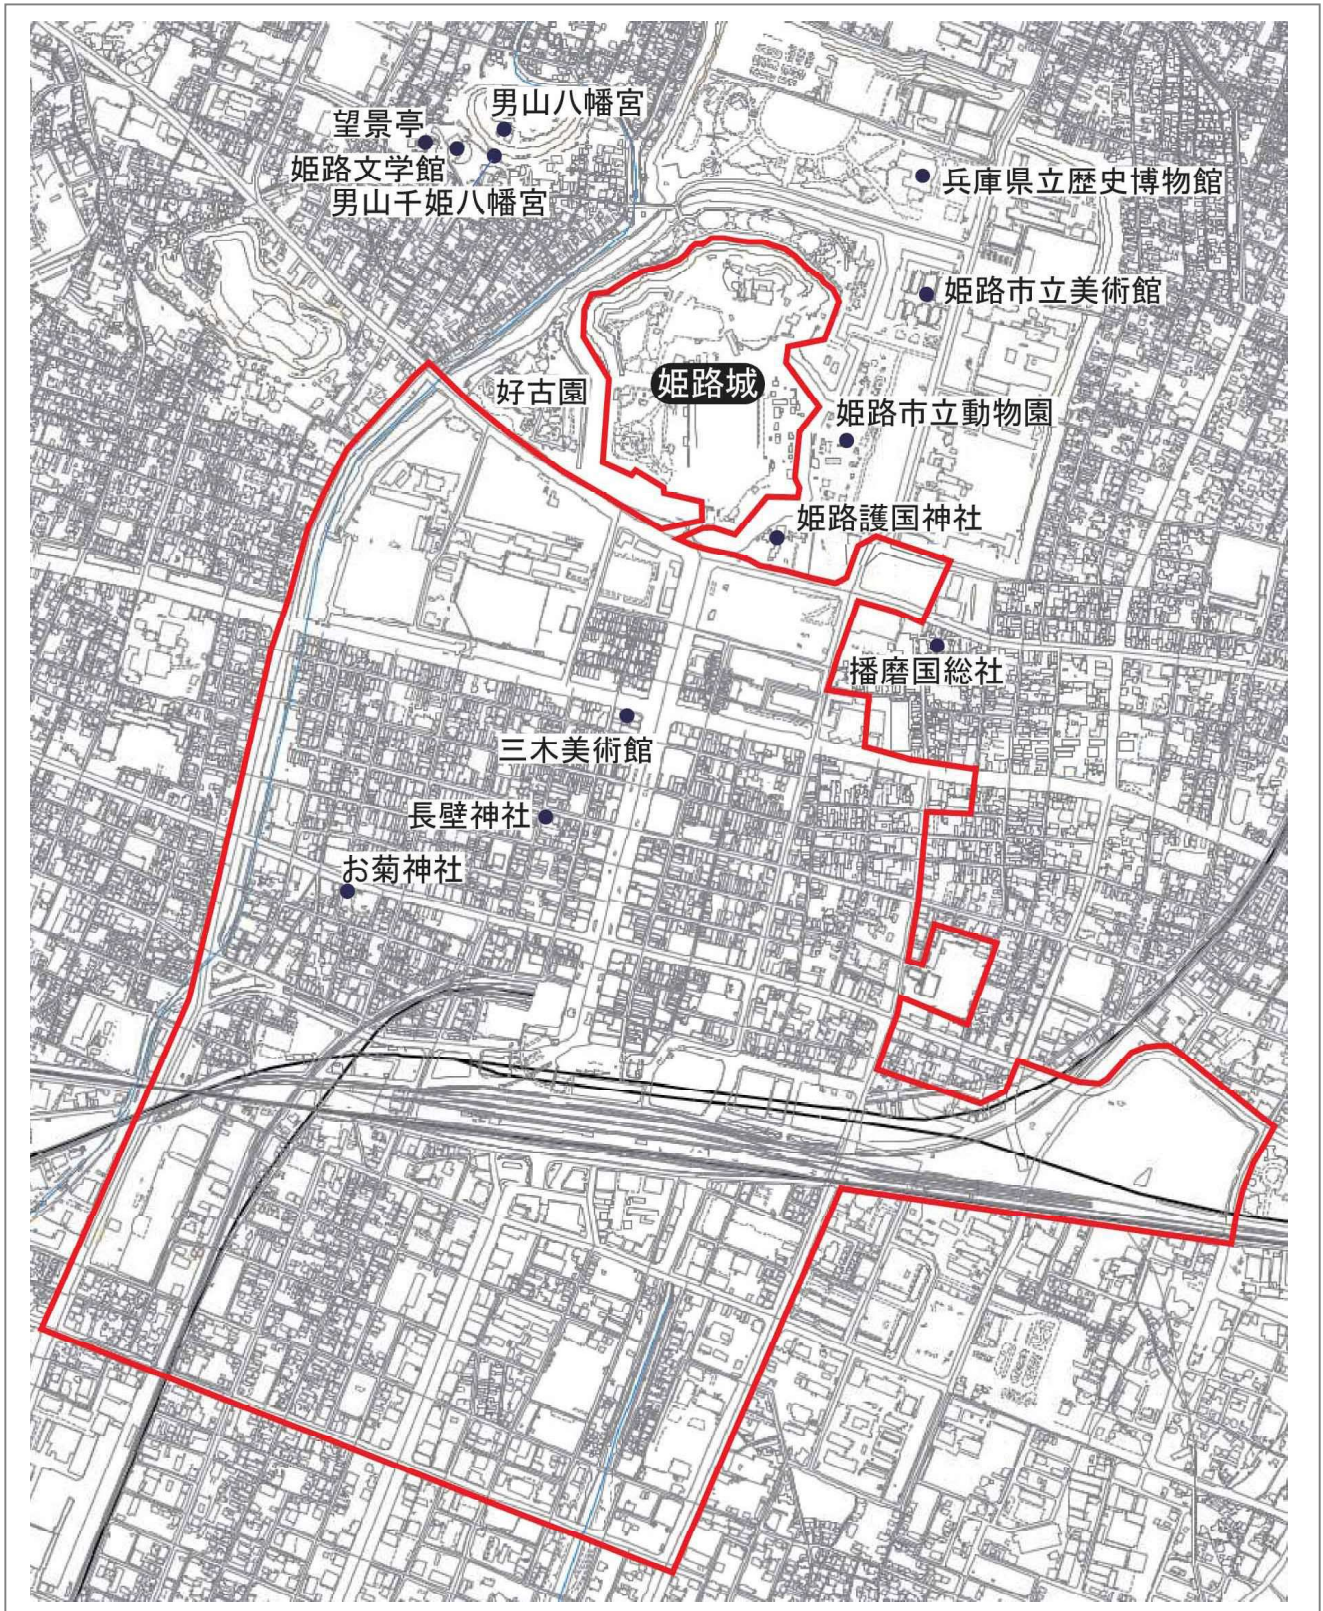 男山八幡宮
望景亭
姫路文学館
男山千姫八幡宮
兵庫県立歴史博物館
姫路市立美術館
好古園
姫路城
姫路市立動物園
姫路護国神社
播磨国総社
三木美術館
長壁神社
お菊神社